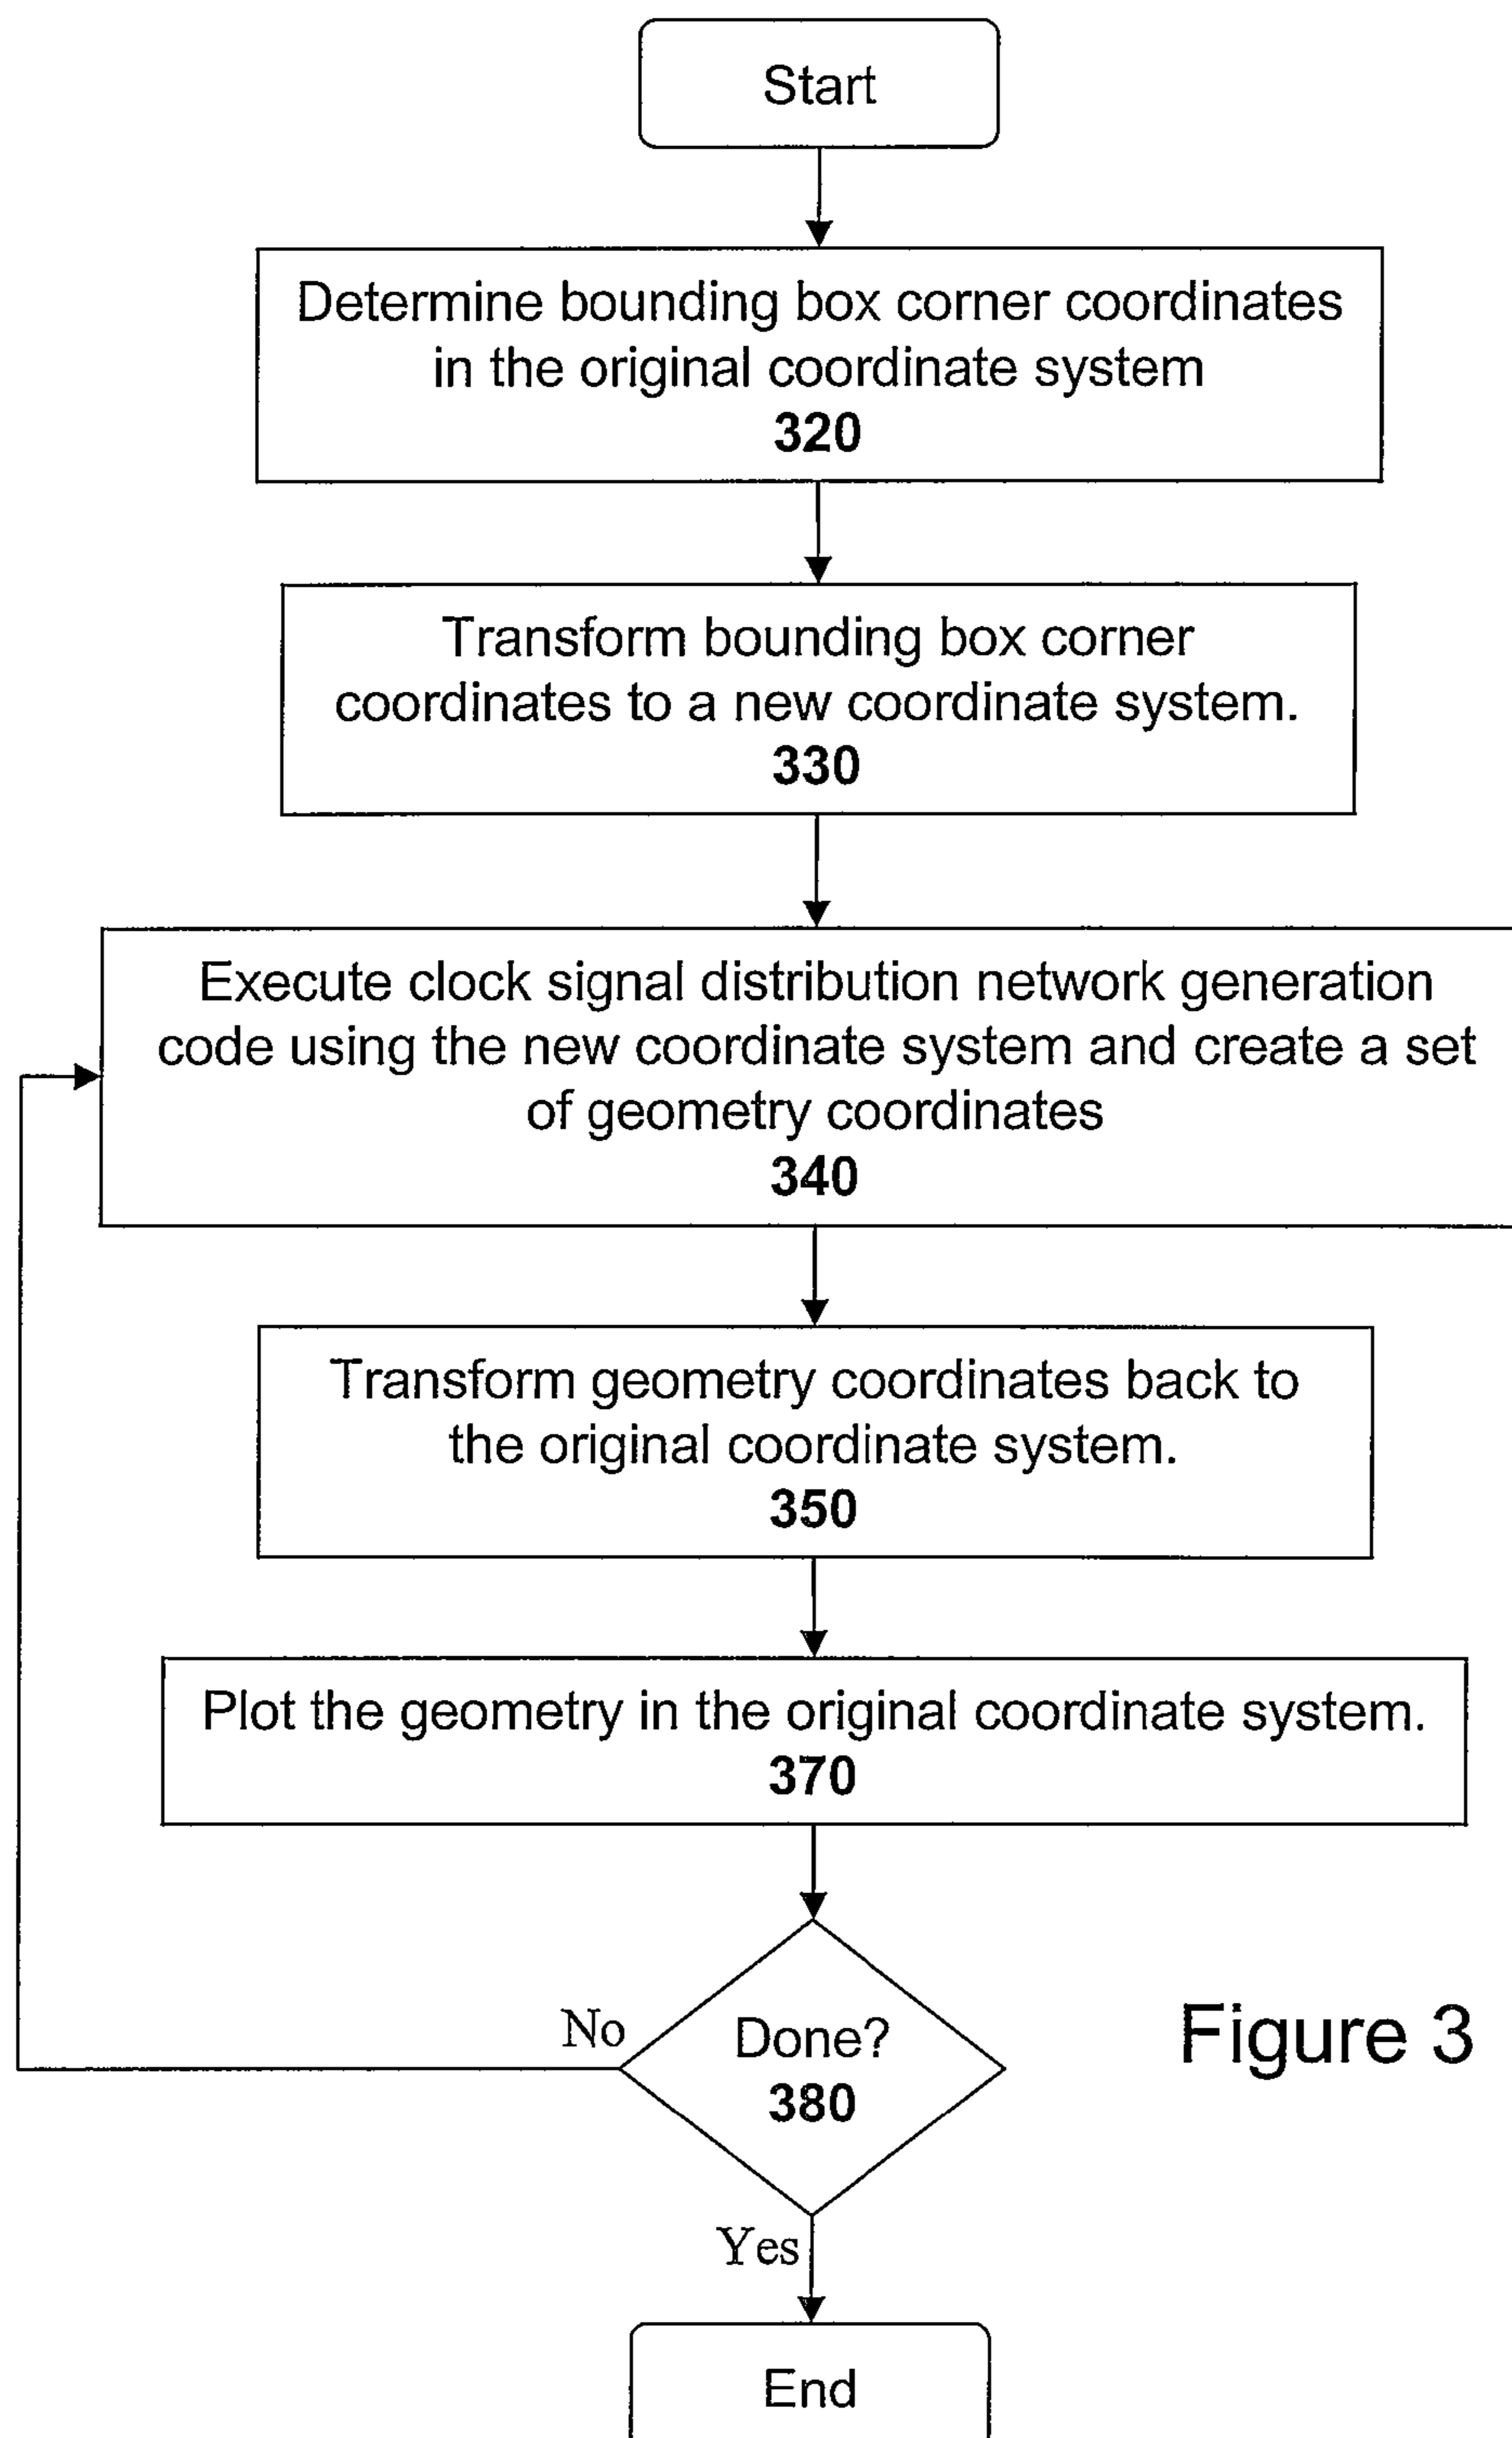 Start
Determine bounding box corner coordinates
in the original coordinate system
320
Transform bounding box corner
coordinates to a new coordinate system.
330
Execute clock signal distribution network generation
code using the new coordinate system and create a set
of geometry coordinates
340
Transform geometry coordinates back to
the original coordinate system.
350
Plot the geometry in the original coordinate system.
370
Done?
380
No
Yes
End
Figure 3